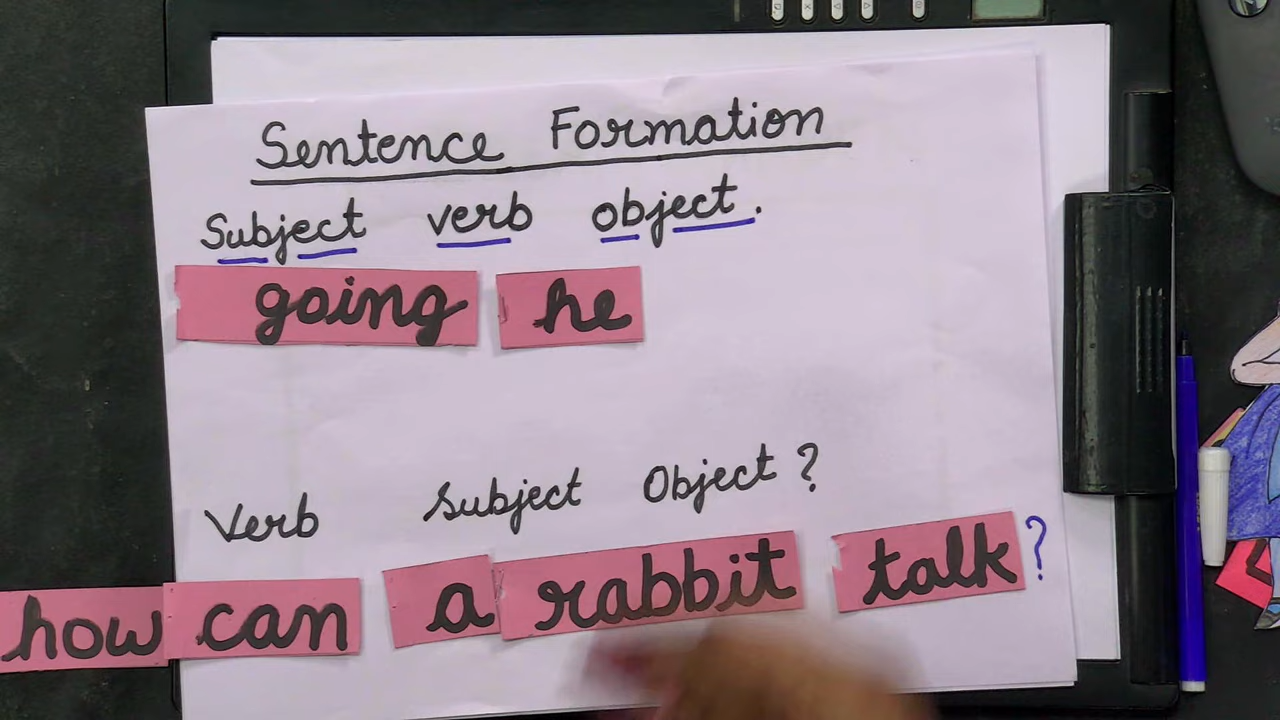 Sentence Formation
Subject verb object.
going he
Verb Subject Object?
how can a rabbit talk?